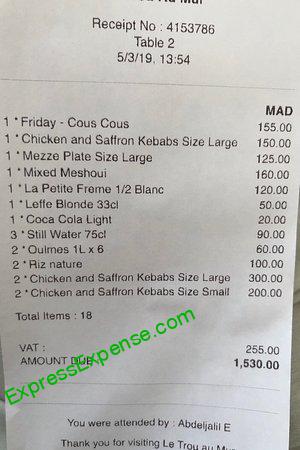 Receipt No : 4153786
Table 2
5/3/19, 13:54
MAD
1 * Friday - Cous Cous 155.00
1 * Chicken and Saffron Kebabs Size Large 150.00
1 * Mezze Plate Size Large 125.00
1 * Mixed Meshoui 160.00
1 * La Petite Freme 1/2 Blanc 120.00
1 * Leffe Blonde 33cl 50.00
1 * Coca Cola Light 20.00
3 * Still Water 75cl 90.00
2 * Oulmes 1L x 6 60.00
2 * Riz nature 100.00
2 * Chicken and Saffron Kebabs Size Large 300.00
2 * Chicken and Saffron Kebabs Size Small 200.00
Total Items : 18
VAT : 255.00
AMOUNT DUE 1,530.00
ExpressExpense.com
You were attended by : Abdeljalil E
Thank you for visiting Le Trou au Mur